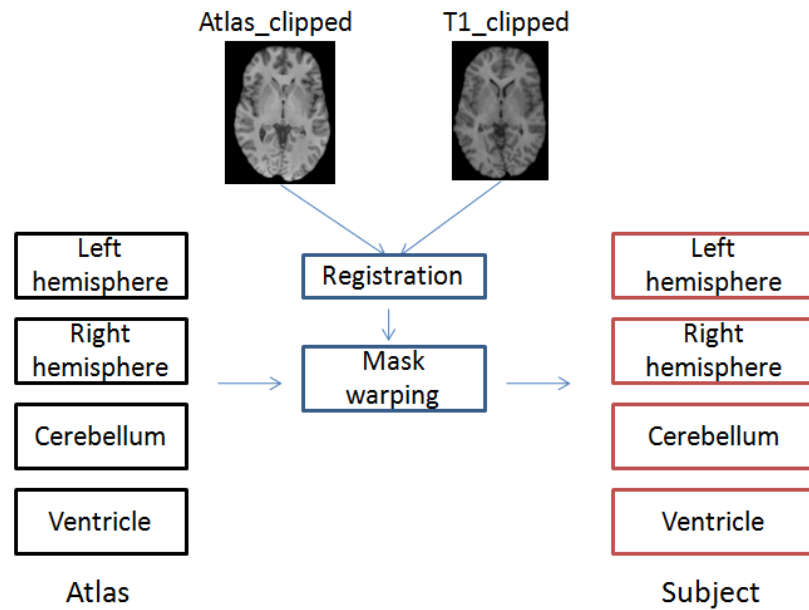 Atlas_clipped
T1_clipped
Left
hemisphere
Right
hemisphere
Cerebellum
Ventricle
Atlas
Registration
Mask
warping
Left
hemisphere
Right
hemisphere
Cerebellum
Ventricle
Subject